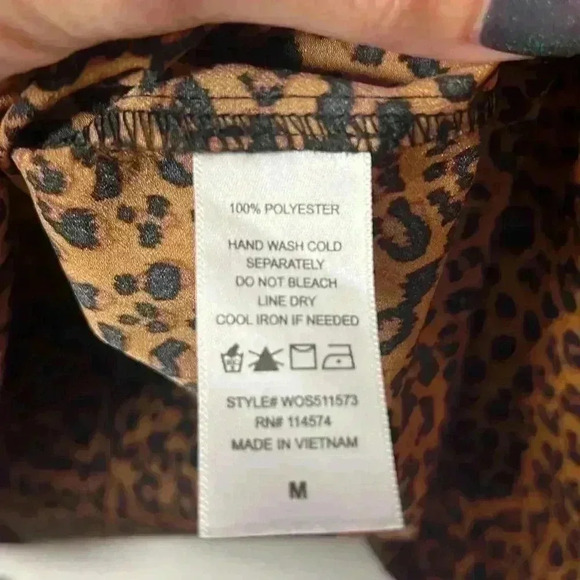 100% POLYESTER
HAND WASH COLD
SEPARATELY
DO NOT BLEACH
LINE DRY
COOL IRON IF NEEDED
STYLE# WOS511573
RN# 114574
MADE IN VIETNAM
M